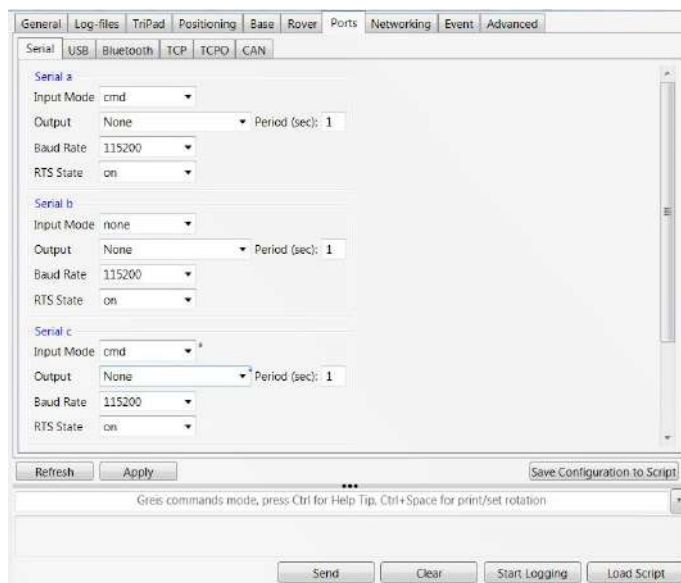 General Log-files TriPad Positioning Base Rover Ports Networking Event Advanced
Serial USB Bluetooth TCP TCPO CAN
Serial a
Input Mode cmd
Output None Period (sec): 1
Baud Rate 115200
RTS State on
Serial b
Input Mode none
Output None Period (sec): 1
Baud Rate 115200
RTS State on
Serial c
Input Mode cmd *
Output None * Period (sec): 1
Baud Rate 115200
RTS State on
Refresh Apply Save Configuration to Script
Greis commands mode, press Ctrl for Help Tip, Ctrl+Space for print/set rotation
Send Clear Start Logging Load Script